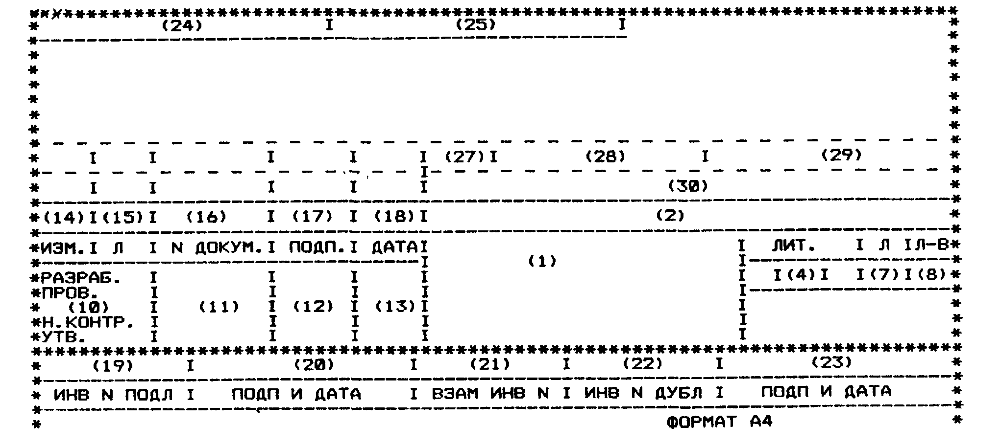 (24) I (25) I
I I I I I (27) I (28) I (29)
I
I I I I I (30)
(14) I (15) I (16) I (17) I (18) I (2)
ИЗМ. I Л I N ДОКУМ. I ПОДП. I ДАТА I I ЛИТ. I Л I Л-В
I (1) I
РАЗРАБ. I I I I I I (4) I I (7) I (8)
ПРОВ. I I I I I
(10) I (11) I (12) I (13) I I
Н.КОНТР. I I I I I
УТВ. I I I I I
(19) I (20) I (21) I (22) I (23)
ИНВ N ПОДЛ I ПОДП И ДАТА I ВЗАМ ИНВ N I ИНВ N ДУБЛ I ПОДП И ДАТА
ФОРМАТ А4